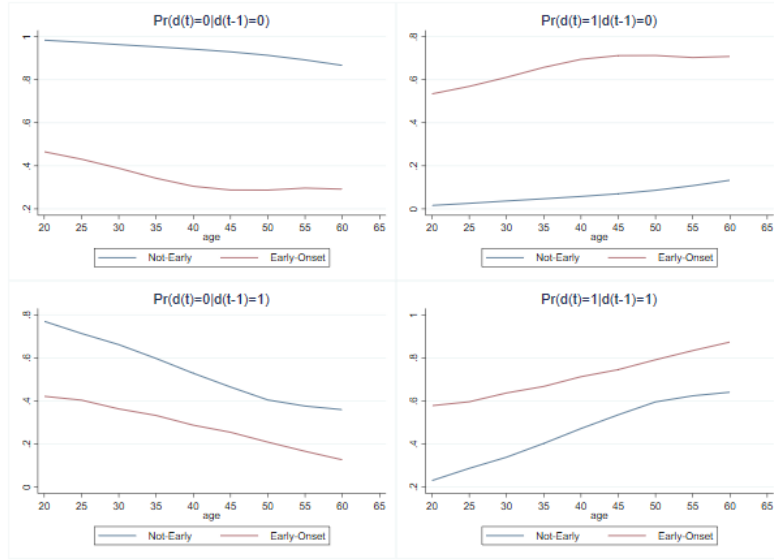 Pr(d(t)=0|d(t-1)=0)
1
.8
.6
.4
.2
20 25 30 35 40 45 50 55 60 65
age
Not-Early Early-Onset
Pr(d(t)=1|d(t-1)=0)
.8
.6
.4
.2
0
20 25 30 35 40 45 50 55 60 65
age
Not-Early Early-Onset
Pr(d(t)=0|d(t-1)=1)
.8
.6
.4
.2
0
20 25 30 35 40 45 50 55 60 65
age
Not-Early Early-Onset
Pr(d(t)=1|d(t-1)=1)
1
.8
.6
.4
.2
20 25 30 35 40 45 50 55 60 65
age
Not-Early Early-Onset